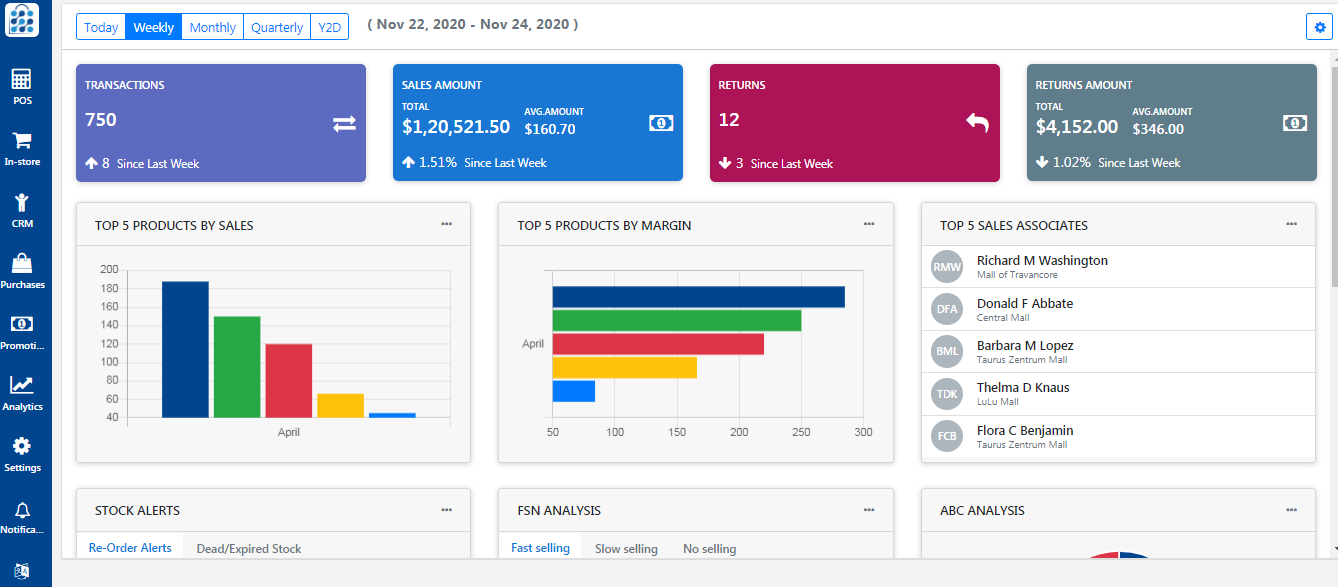 Today Weekly Monthly Quarterly Y2D ( Nov 22, 2020 - Nov 24, 2020 )
POS
In-store
CRM
Purchases
Promoti...
Analytics
Settings
Notifica...
TRANSACTIONS
750
8 Since Last Week
SALES AMOUNT
TOTAL AVG.AMOUNT
$1,20,521.50 $160.70
1.51% Since Last Week
RETURNS
12
3 Since Last Week
RETURNS AMOUNT
TOTAL AVG.AMOUNT
$4,152.00 $346.00
1.02% Since Last Week
TOP 5 PRODUCTS BY SALES
200
180
160
140
120
100
80
60
40
April
TOP 5 PRODUCTS BY MARGIN
April
50 100 150 200 250 300
TOP 5 SALES ASSOCIATES
RMW Richard M Washington
Mall of Travancore
DFA Donald F Abbate
Central Mall
BML Barbara M Lopez
Taurus Zentrum Mall
TDK Thelma D Knaus
LuLu Mall
FCB Flora C Benjamin
Taurus Zentrum Mall
STOCK ALERTS
Re-Order Alerts Dead/Expired Stock
FSN ANALYSIS
Fast selling Slow selling No selling
ABC ANALYSIS